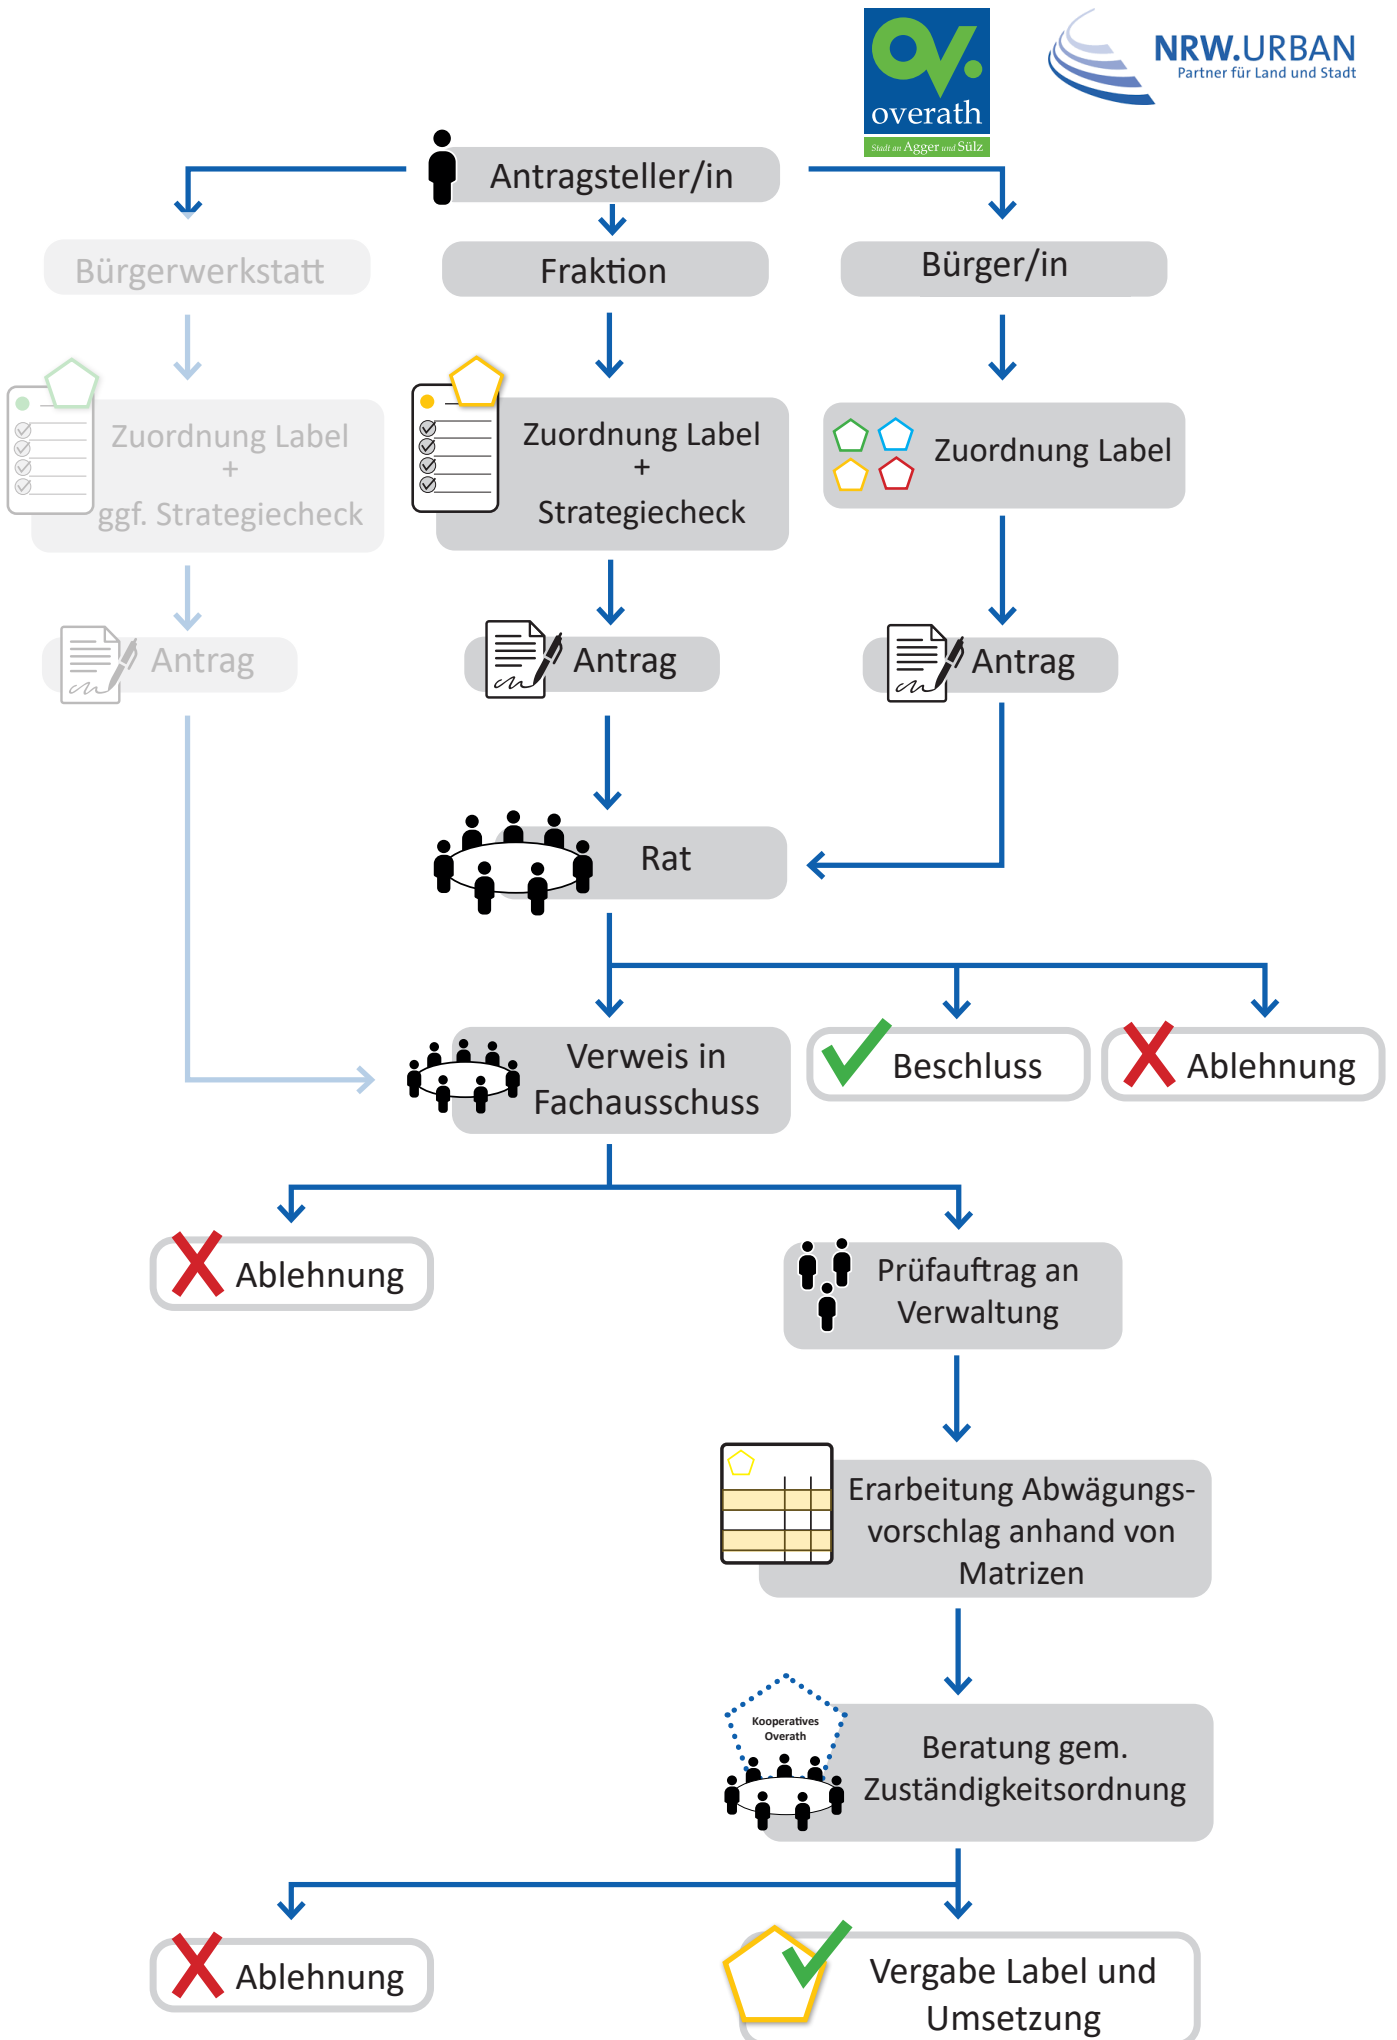 overath
Stadt an Agger und Sülz
NRW.URBAN
Partner für Land und Stadt
Antragsteller/in
Bürgerwerkstatt
Fraktion
Bürger/in
Zuordnung Label
+
ggf. Strategiecheck
Zuordnung Label
+
Strategiecheck
Zuordnung Label
Antrag
Antrag
Antrag
Rat
Verweis in
Fachausschuss
Beschluss
Ablehnung
Ablehnung
Prüfauftrag an
Verwaltung
Erarbeitung Abwägungs-
vorschlag anhand von
Matrizen
Kooperatives
Overath
Beratung gem.
Zuständigkeitsordnung
Ablehnung
Vergabe Label und
Umsetzung